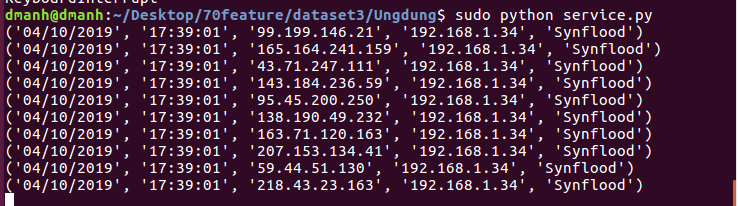 KeyboardInterrupt
dmanh@dmanh:~/Desktop/70feature/dataset3/Ungdung$ sudo python service.py
('04/10/2019', '17:39:01', '99.199.146.21', '192.168.1.34', 'Synflood')
('04/10/2019', '17:39:01', '165.164.241.159', '192.168.1.34', 'Synflood')
('04/10/2019', '17:39:01', '43.71.247.111', '192.168.1.34', 'Synflood')
('04/10/2019', '17:39:01', '143.184.236.59', '192.168.1.34', 'Synflood')
('04/10/2019', '17:39:01', '95.45.200.250', '192.168.1.34', 'Synflood')
('04/10/2019', '17:39:01', '138.190.49.232', '192.168.1.34', 'Synflood')
('04/10/2019', '17:39:01', '163.71.120.163', '192.168.1.34', 'Synflood')
('04/10/2019', '17:39:01', '207.153.134.41', '192.168.1.34', 'Synflood')
('04/10/2019', '17:39:01', '59.44.51.130', '192.168.1.34', 'Synflood')
('04/10/2019', '17:39:01', '218.43.23.163', '192.168.1.34', 'Synflood')